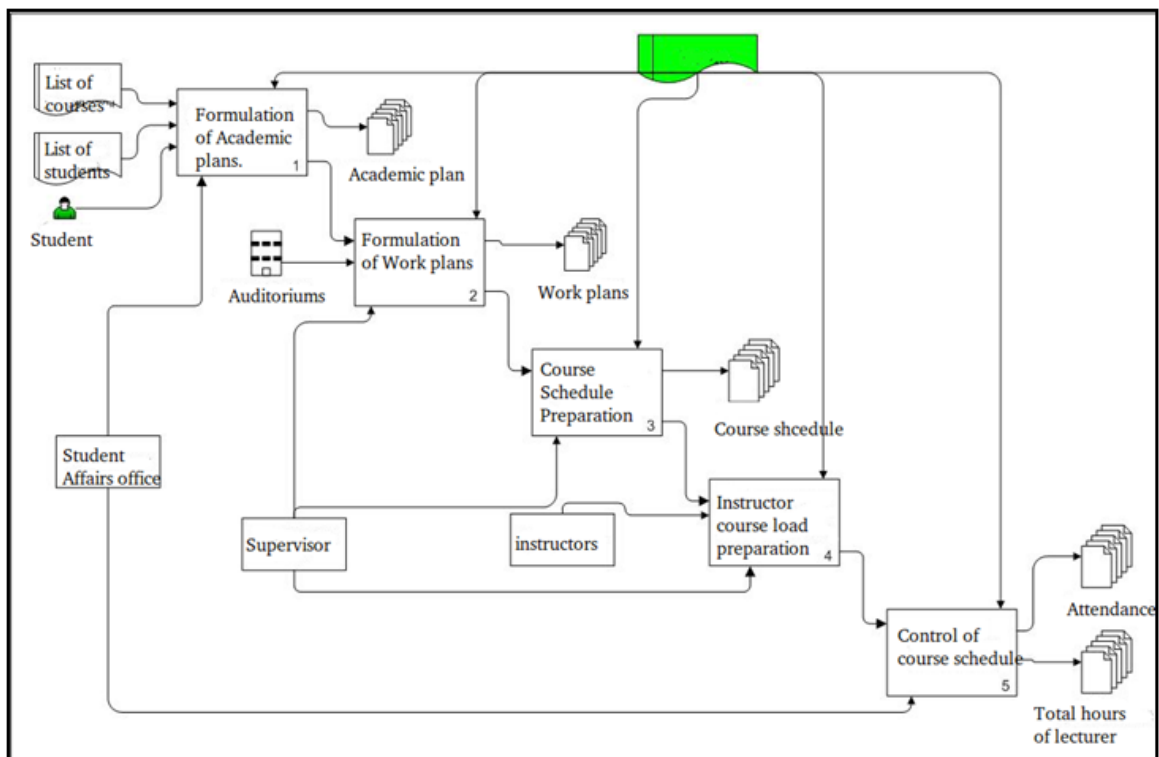 List of
courses
List of
students
Student
Formulation
of Academic
plans.
1
Academic plan
Auditoriums
Formulation
of Work plans
2
Work plans
Course
Schedule
Preparation
3
Course shcedule
Student
Affairs office
Supervisor
instructors
Instructor
course load
preparation
4
Control of
course schedule
5
Attendance
Total hours
of lecturer